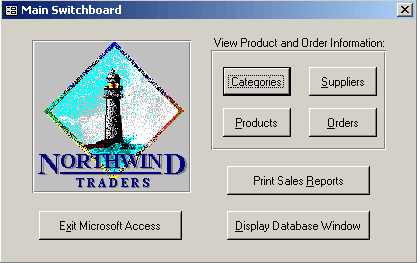 Main Switchboard
View Product and Order Information:
Categories
Suppliers
Products
Orders
NORTHWIND
TRADERS
Print Sales Reports
Exit Microsoft Access
Display Database Window